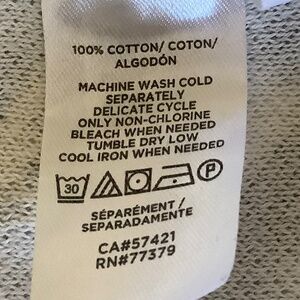 100% COTTON/ COTON/
ALGODÓN
MACHINE WASH COLD
SEPARATELY
DELICATE CYCLE
ONLY NON-CHLORINE
BLEACH WHEN NEEDED
TUMBLE DRY LOW
COOL IRON WHEN NEEDED
30 P
SÉPARÉMENT/
SEPARADAMENTE
CA#57421
RN#77379